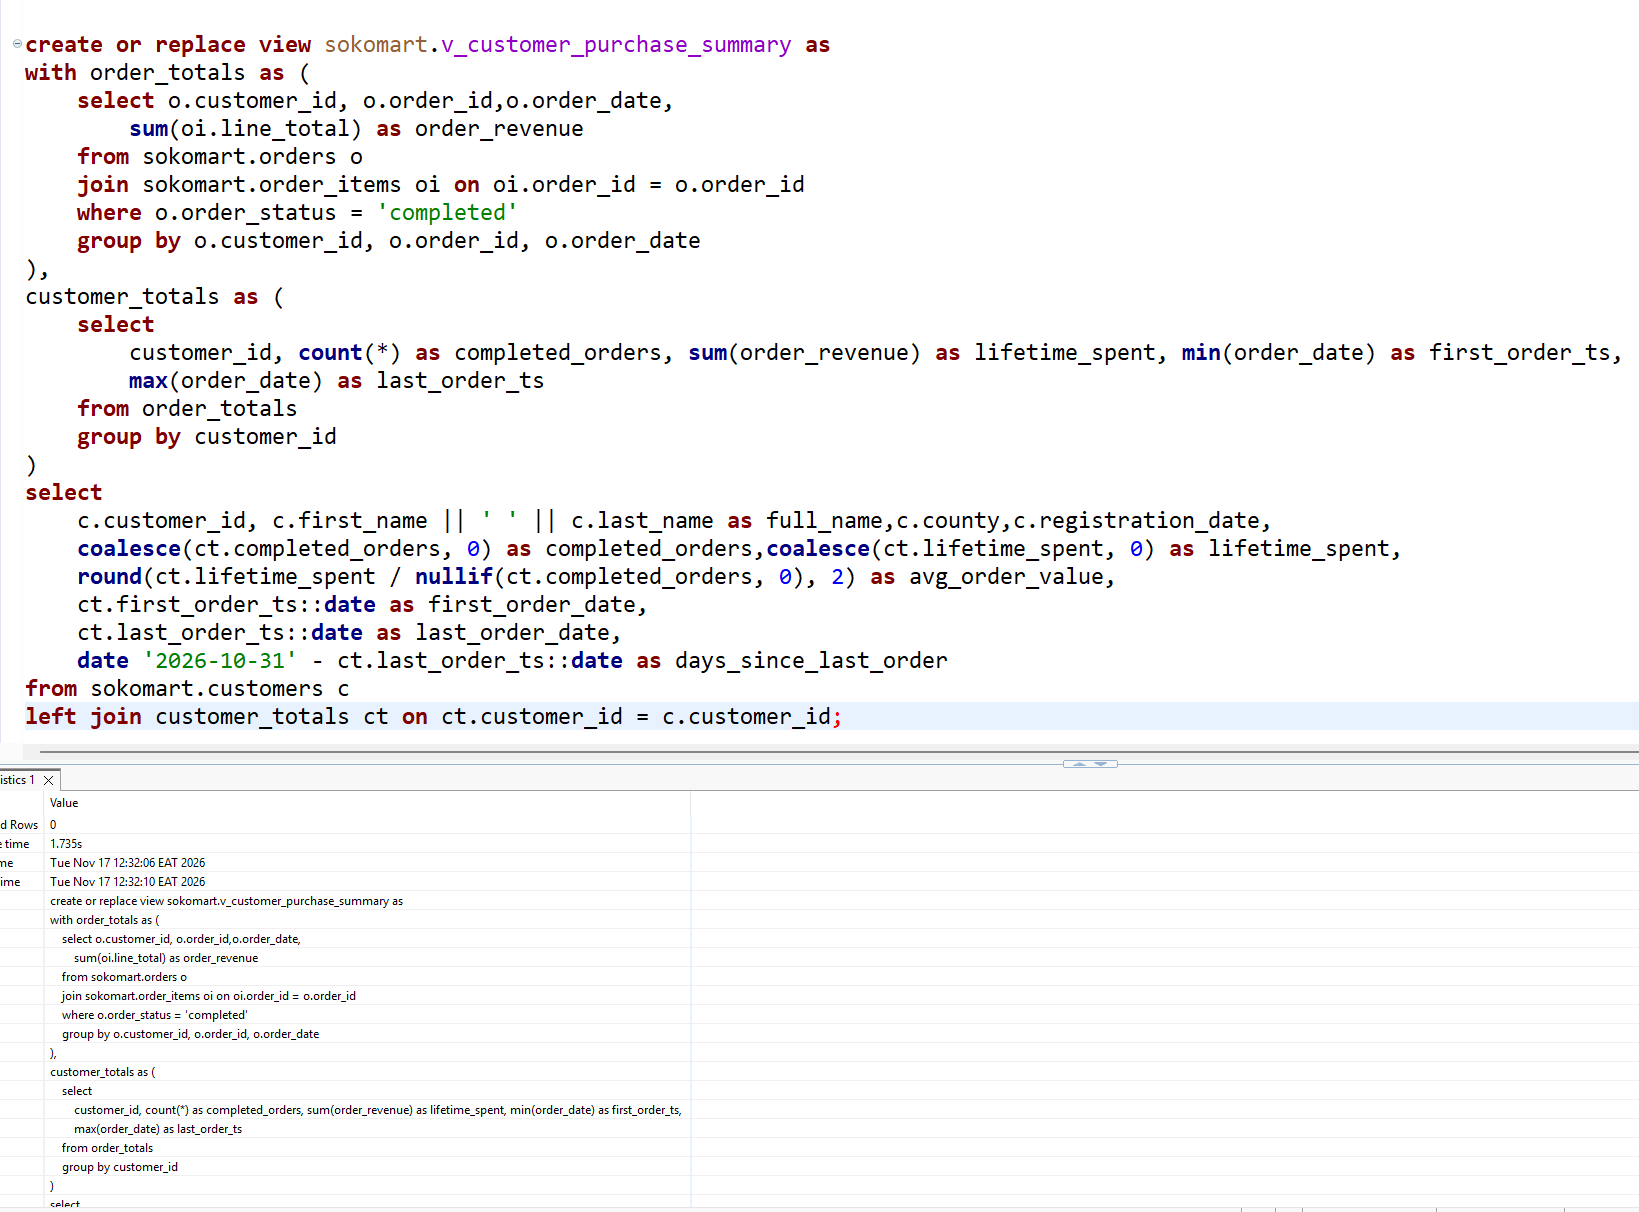 create or replace view sokomart.v_customer_purchase_summary as
with order_totals as (
    select o.customer_id, o.order_id,o.order_date,
        sum(oi.line_total) as order_revenue
    from sokomart.orders o
    join sokomart.order_items oi on oi.order_id = o.order_id
    where o.order_status = 'completed'
    group by o.customer_id, o.order_id, o.order_date
),
customer_totals as (
    select
        customer_id, count(*) as completed_orders, sum(order_revenue) as lifetime_spent, min(order_date) as first_order_ts,
        max(order_date) as last_order_ts
    from order_totals
    group by customer_id
)
select
    c.customer_id, c.first_name || ' ' || c.last_name as full_name,c.county,c.registration_date,
    coalesce(ct.completed_orders, 0) as completed_orders,coalesce(ct.lifetime_spent, 0) as lifetime_spent,
    round(ct.lifetime_spent / nullif(ct.completed_orders, 0), 2) as avg_order_value,
    ct.first_order_ts::date as first_order_date,
    ct.last_order_ts::date as last_order_date,
    date '2026-10-31' - ct.last_order_ts::date as days_since_last_order
from sokomart.customers c
left join customer_totals ct on ct.customer_id = c.customer_id;
istics 1
Value
d Rows 0
e time 1.735s
me Tue Nov 17 12:32:06 EAT 2026
ime Tue Nov 17 12:32:10 EAT 2026
create or replace view sokomart.v_customer_purchase_summary as
with order_totals as (
    select o.customer_id, o.order_id,o.order_date,
        sum(oi.line_total) as order_revenue
    from sokomart.orders o
    join sokomart.order_items oi on oi.order_id = o.order_id
    where o.order_status = 'completed'
    group by o.customer_id, o.order_id, o.order_date
),
customer_totals as (
    select
        customer_id, count(*) as completed_orders, sum(order_revenue) as lifetime_spent, min(order_date) as first_order_ts,
        max(order_date) as last_order_ts
    from order_totals
    group by customer_id
)
select